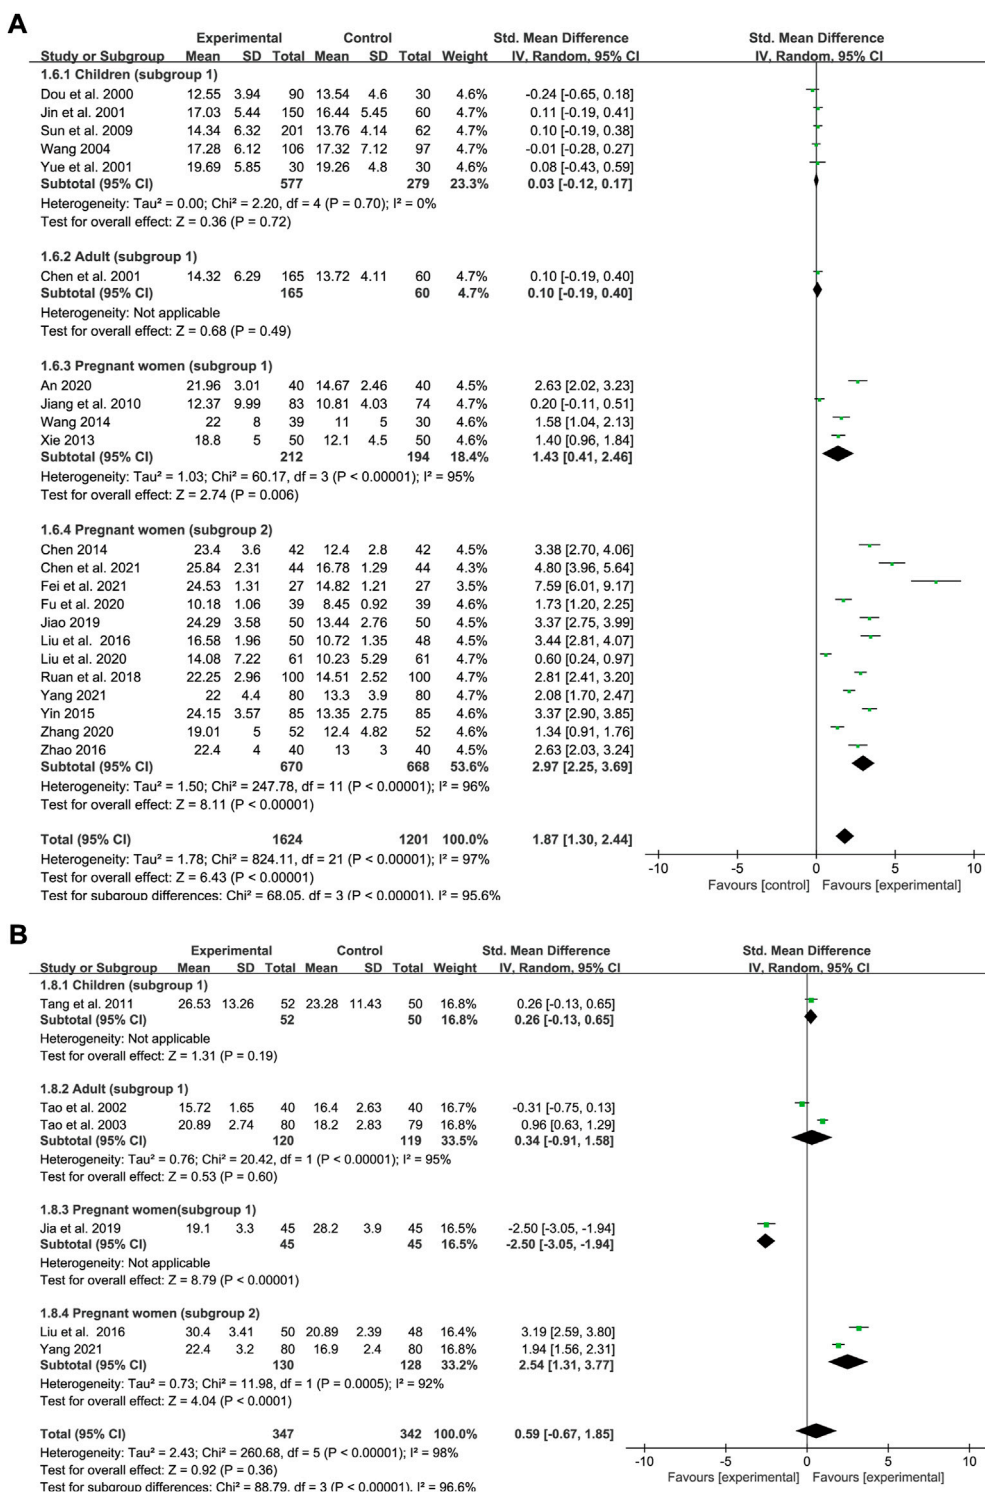 A
Experimental Control Std. Mean Difference Std. Mean Difference
Study or Subgroup Mean SD Total Mean SD Total Weight IV, Random, 95% CI IV, Random, 95% CI
1.6.1 Children (subgroup 1)
Dou et al. 2000 12.55 3.94 90 13.54 4.6 30 4.6% -0.24 [-0.65, 0.18]
Jin et al. 2001 17.03 5.44 150 16.44 5.45 60 4.7% 0.11 [-0.19, 0.41]
Sun et al. 2009 14.34 6.32 201 13.76 4.14 62 4.7% 0.10 [-0.19, 0.38]
Wang 2004 17.28 6.12 106 17.32 7.12 97 4.7% -0.01 [-0.28, 0.27]
Yue et al. 2001 19.69 5.85 30 19.26 4.8 30 4.6% 0.08 [-0.43, 0.59]
Subtotal (95% CI) 577 279 23.3% 0.03 [-0.12, 0.17]
Heterogeneity: Tau² = 0.00; Chi² = 2.20, df = 4 (P = 0.70); I² = 0%
Test for overall effect: Z = 0.36 (P = 0.72)
1.6.2 Adult (subgroup 1)
Chen et al. 2001 14.32 6.29 165 13.72 4.11 60 4.7% 0.10 [-0.19, 0.40]
Subtotal (95% CI) 165 60 4.7% 0.10 [-0.19, 0.40]
Heterogeneity: Not applicable
Test for overall effect: Z = 0.68 (P = 0.49)
1.6.3 Pregnant women (subgroup 1)
An 2020 21.96 3.01 40 14.67 2.46 40 4.5% 2.63 [2.02, 3.23]
Jiang et al. 2010 12.37 9.99 83 10.81 4.03 74 4.7% 0.20 [-0.11, 0.51]
Wang 2014 22 8 39 11 5 30 4.6% 1.58 [1.04, 2.13]
Xie 2013 18.8 5 50 12.1 4.5 50 4.6% 1.40 [0.96, 1.84]
Subtotal (95% CI) 212 194 18.4% 1.43 [0.41, 2.46]
Heterogeneity: Tau² = 1.03; Chi² = 60.17, df = 3 (P < 0.00001); I² = 95%
Test for overall effect: Z = 2.74 (P = 0.006)
1.6.4 Pregnant women (subgroup 2)
Chen 2014 23.4 3.6 42 12.4 2.8 42 4.5% 3.38 [2.70, 4.06]
Chen et al. 2021 25.84 2.31 44 16.78 1.29 44 4.3% 4.80 [3.96, 5.64]
Fei et al. 2021 24.53 1.31 27 14.82 1.21 27 3.5% 7.59 [6.01, 9.17]
Fu et al. 2020 10.18 1.06 39 8.45 0.92 39 4.6% 1.73 [1.20, 2.25]
Jiao 2019 24.29 3.58 50 13.44 2.76 50 4.5% 3.37 [2.75, 3.99]
Liu et al. 2016 16.58 1.96 50 10.72 1.35 48 4.5% 3.44 [2.81, 4.07]
Liu et al. 2020 14.08 7.22 61 10.23 5.29 61 4.7% 0.60 [0.24, 0.97]
Ruan et al. 2018 22.25 2.96 100 14.51 2.52 100 4.6% 2.81 [2.41, 3.20]
Yang 2021 22 4.4 80 13.3 3.9 80 4.7% 2.08 [1.70, 2.47]
Yin 2015 24.15 3.57 85 13.35 2.75 85 4.6% 3.37 [2.90, 3.85]
Zhang 2020 19.01 5 52 12.4 4.82 52 4.6% 1.34 [0.91, 1.76]
Zhao 2016 22.4 4 40 13 3 40 4.5% 2.63 [2.03, 3.24]
Subtotal (95% CI) 670 668 53.6% 2.97 [2.25, 3.69]
Heterogeneity: Tau² = 1.50; Chi² = 247.78, df = 11 (P < 0.00001); I² = 96%
Test for overall effect: Z = 8.11 (P < 0.00001)
Total (95% CI) 1624 1201 100.0% 1.87 [1.30, 2.44]
Heterogeneity: Tau² = 1.78; Chi² = 824.11, df = 21 (P < 0.00001); I² = 97%
Test for overall effect: Z = 6.43 (P < 0.00001)
Test for subgroup differences: Chi² = 68.05, df = 3 (P < 0.00001), I² = 95.6%
-10 -5 0 5 10
Favours [control] Favours [experimental]
B
Experimental Control Std. Mean Difference Std. Mean Difference
Study or Subgroup Mean SD Total Mean SD Total Weight IV, Random, 95% CI IV, Random, 95% CI
1.8.1 Children (subgroup 1)
Tang et al. 2011 26.53 13.26 52 23.28 11.43 50 16.8% 0.26 [-0.13, 0.65]
Subtotal (95% CI) 52 50 16.8% 0.26 [-0.13, 0.65]
Heterogeneity: Not applicable
Test for overall effect: Z = 1.31 (P = 0.19)
1.8.2 Adult (subgroup 1)
Tao et al. 2002 15.72 1.65 40 16.4 2.63 40 16.7% -0.31 [-0.75, 0.13]
Tao et al. 2003 20.89 2.74 80 18.2 2.83 79 16.8% 0.96 [0.63, 1.29]
Subtotal (95% CI) 120 119 33.5% 0.34 [-0.91, 1.58]
Heterogeneity: Tau² = 0.76; Chi² = 20.42, df = 1 (P < 0.00001); I² = 95%
Test for overall effect: Z = 0.53 (P = 0.60)
1.8.3 Pregnant women(subgroup 1)
Jia et al. 2019 19.1 3.3 45 28.2 3.9 45 16.5% -2.50 [-3.05, -1.94]
Subtotal (95% CI) 45 45 16.5% -2.50 [-3.05, -1.94]
Heterogeneity: Not applicable
Test for overall effect: Z = 8.79 (P < 0.00001)
1.8.4 Pregnant women (subgroup 2)
Liu et al. 2016 30.4 3.41 50 20.89 2.39 48 16.4% 3.19 [2.59, 3.80]
Yang 2021 22.4 3.2 80 16.9 2.4 80 16.8% 1.94 [1.56, 2.31]
Subtotal (95% CI) 130 128 33.2% 2.54 [1.31, 3.77]
Heterogeneity: Tau² = 0.73; Chi² = 11.98, df = 1 (P = 0.0005); I² = 92%
Test for overall effect: Z = 4.04 (P < 0.0001)
Total (95% CI) 347 342 100.0% 0.59 [-0.67, 1.85]
Heterogeneity: Tau² = 2.43; Chi² = 260.68, df = 5 (P < 0.00001); I² = 98%
Test for overall effect: Z = 0.92 (P = 0.36)
Test for subgroup differences: Chi² = 88.79, df = 3 (P < 0.00001), I² = 96.6%
-10 -5 0 5 10
Favours [experimental] Favours [experimental]